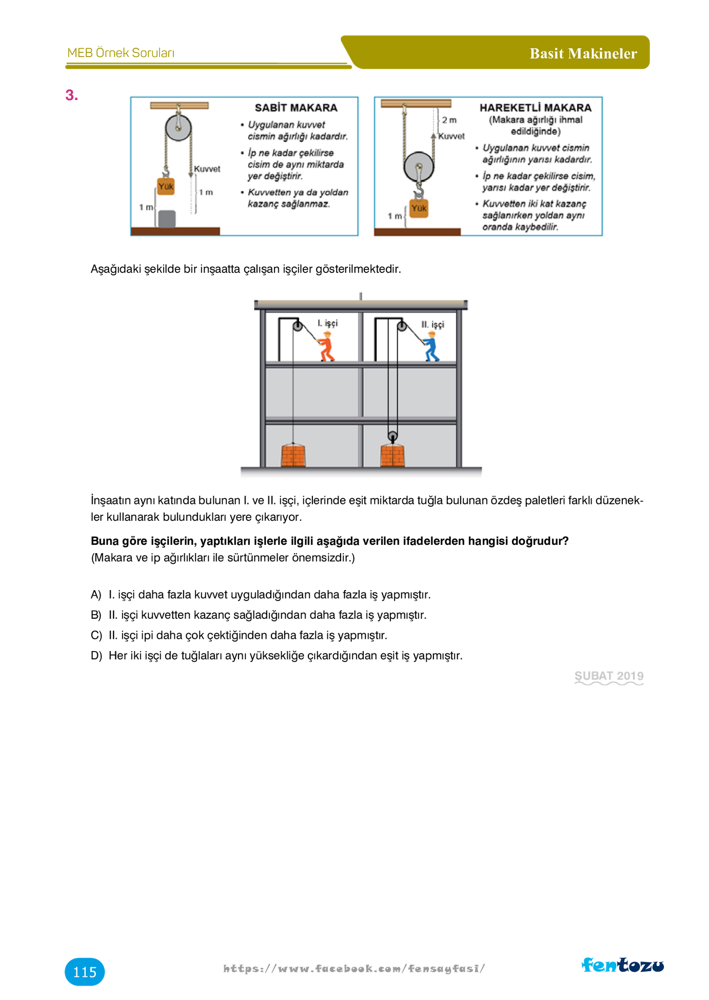 MEB Örnek Soruları
Basit Makineler
3.
SABİT MAKARA
• Uygulanan kuvvet
cismin ağırlığı kadardır.
• İp ne kadar çekilirse
cisim de aynı miktarda
yer değiştirir.
• Kuvvetten ya da yoldan
kazanç sağlanmaz.
Kuvvet
Yük
1 m
1 m
HAREKETLİ MAKARA
(Makara ağırlığı ihmal
edildiğinde)
• Uygulanan kuvvet cismin
ağırlığının yarısı kadardır.
• İp ne kadar çekilirse cisim,
yarısı kadar yer değiştirir.
• Kuvvetten iki kat kazanç
sağlanırken yoldan aynı
oranda kaybedilir.
2 m
Kuvvet
Yük
1 m
Aşağıdaki şekilde bir inşaatta çalışan işçiler gösterilmektedir.
I. işçi
II. işçi
İnşaatın aynı katında bulunan I. ve II. işçi, içlerinde eşit miktarda tuğla bulunan özdeş paletleri farklı düzenek-
ler kullanarak bulundukları yere çıkarıyor.
Buna göre işçilerin, yaptıkları işlerle ilgili aşağıda verilen ifadelerden hangisi doğrudur?
(Makara ve ip ağırlıkları ile sürtünmeler önemsizdir.)
A) I. işçi daha fazla kuvvet uyguladığından daha fazla iş yapmıştır.
B) II. işçi kuvvetten kazanç sağladığından daha fazla iş yapmıştır.
C) II. işçi ipi daha çok çektiğinden daha fazla iş yapmıştır.
D) Her iki işçi de tuğlaları aynı yüksekliğe çıkardığından eşit iş yapmıştır.
ŞUBAT 2019
115
https://www.facebook.com/fensayfasi/
fentozu